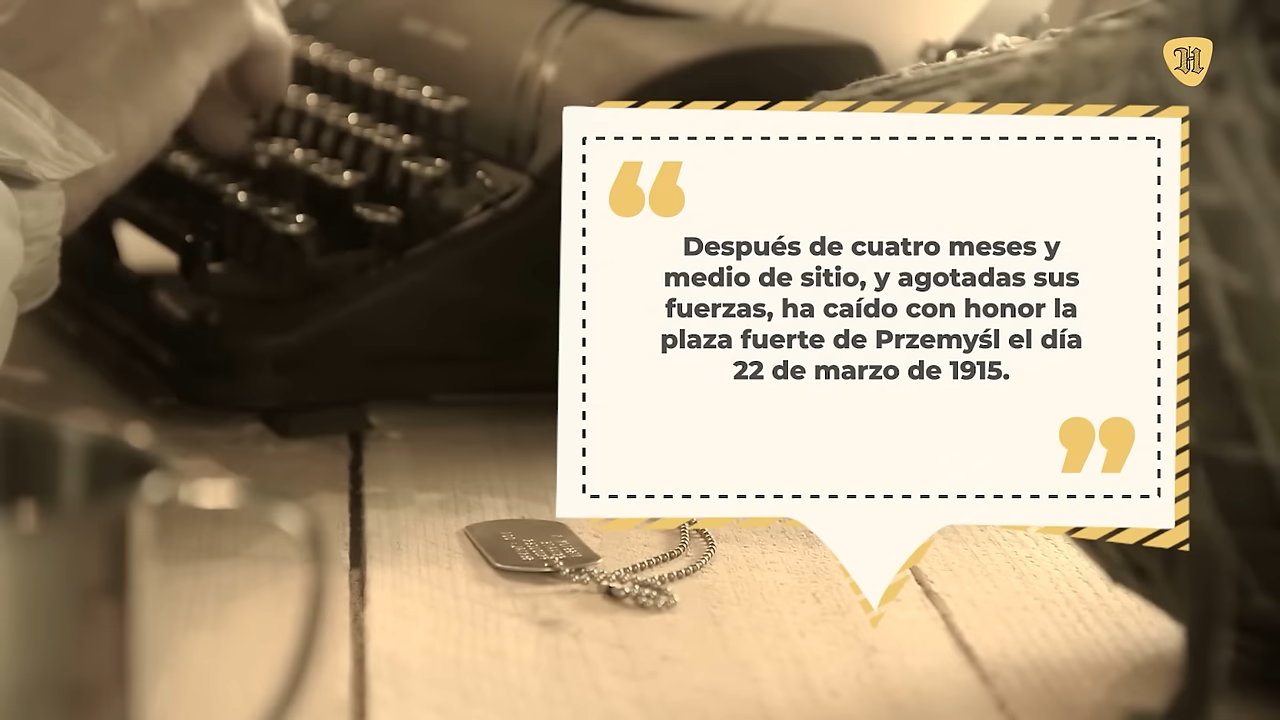 Después de cuatro meses y
medio de sitio, y agotadas sus
fuerzas, ha caído con honor la
plaza fuerte de Przemyśl el día
22 de marzo de 1915.